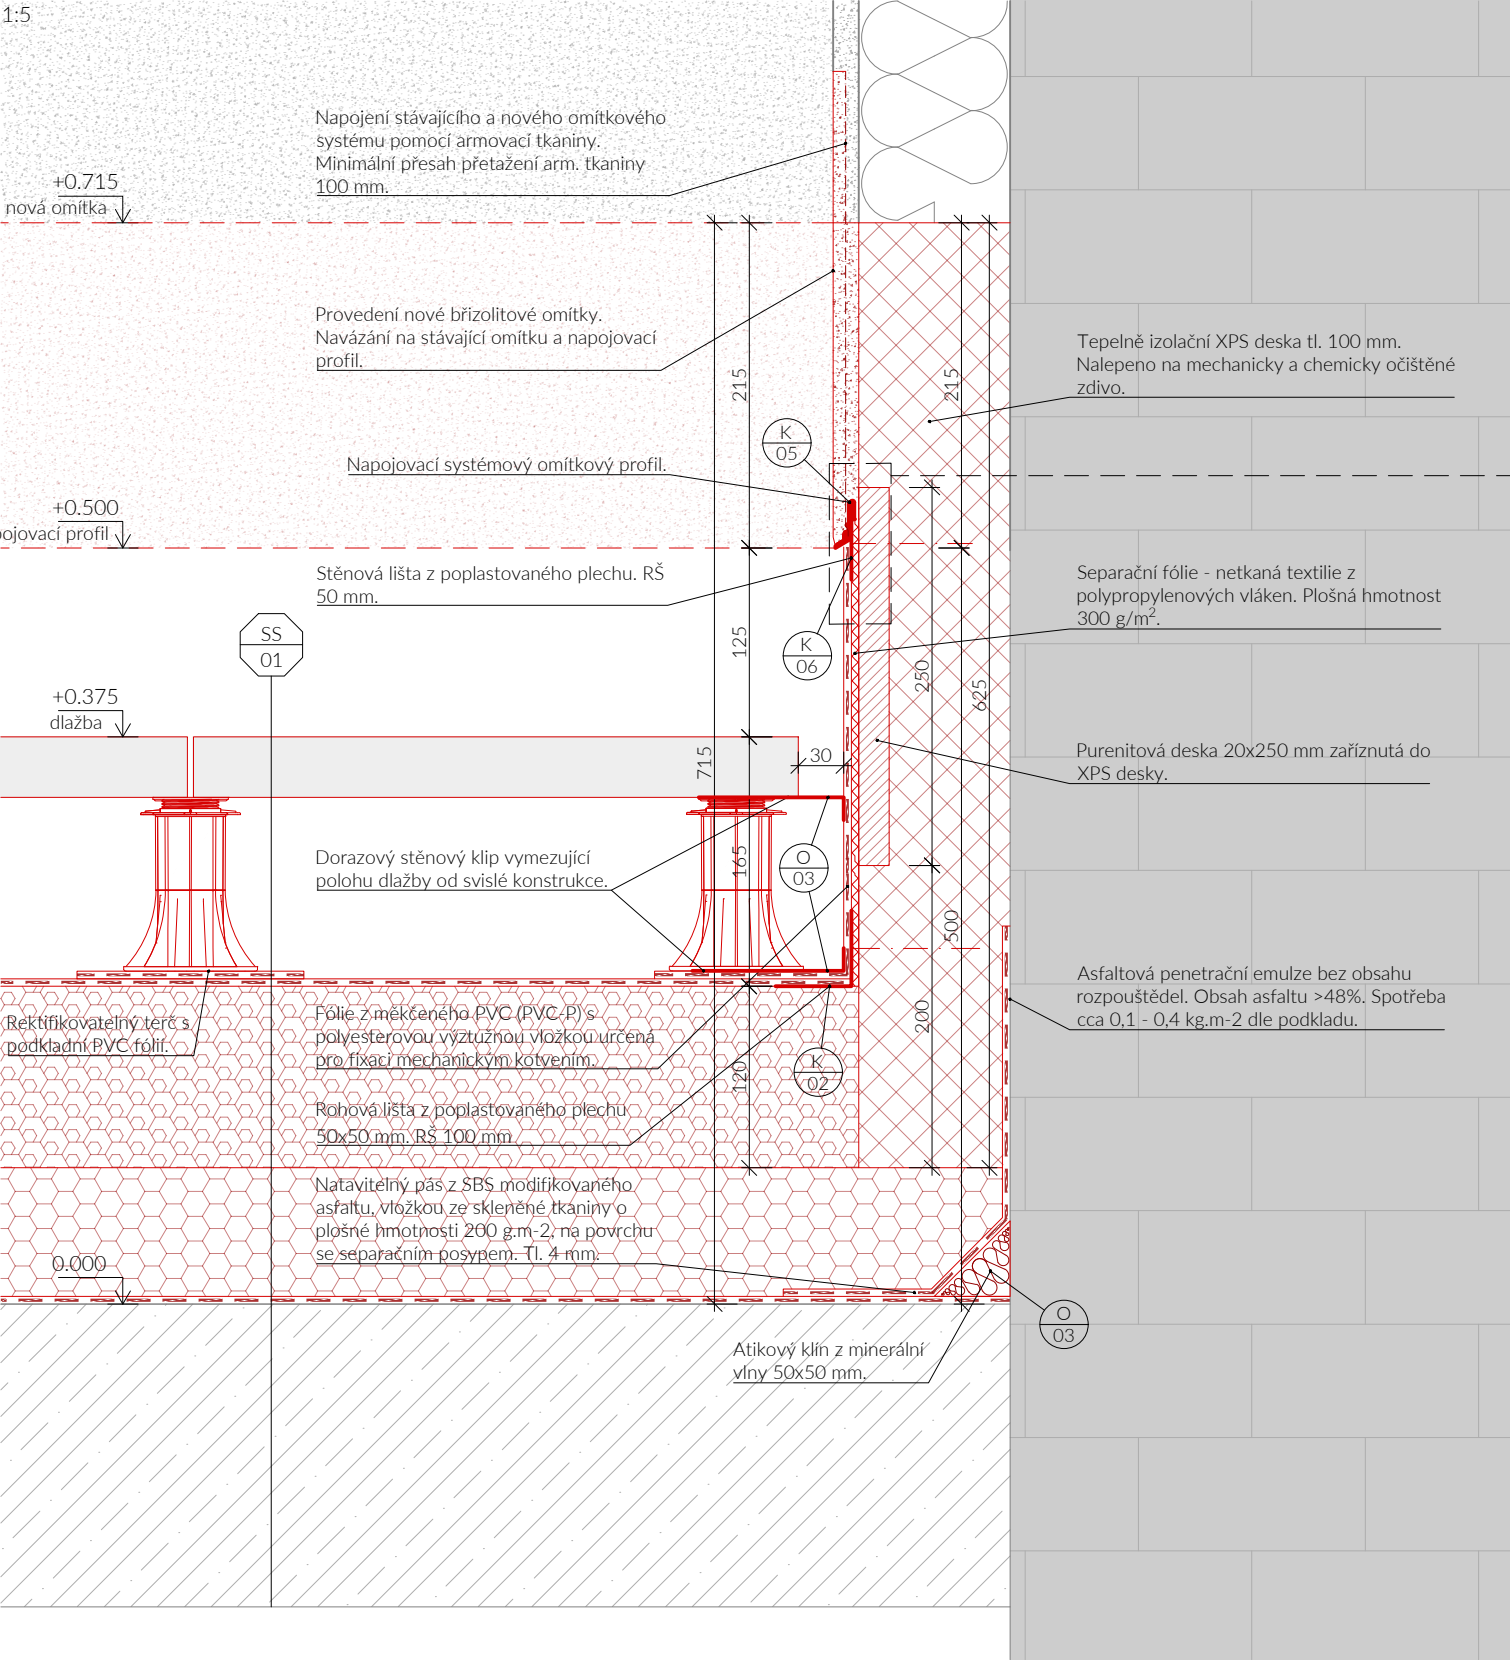 1:5
Napojení stávajícího a nového omítkového
systému pomocí armovací tkaniny.
Minimální přesah přetažení arm. tkaniny
100 mm.
+0.715
nová omítka
Provedení nové břizolitové omítky.
Navázání na stávající omítku a napojovací
profil.
215
215
Tepelně izolační XPS deska tl. 100 mm.
Nalepeno na mechanicky a chemicky očištěné
zdivo.
K
05
Napojovací systémový omítkový profil.
+0.500
pojovací profil
Stěnová lišta z poplastovaného plechu. RŠ
50 mm.
Separační fólie - netkaná textilie z
polypropylenových vláken. Plošná hmotnost
300 g/m².
SS
01
125
K
06
250
625
+0.375
dlažba
715
30
Purenitová deska 20x250 mm zaříznutá do
XPS desky.
Dorazový stěnový klip vymezující
polohu dlažby od svislé konstrukce.
165
O
03
500
200
Asfaltová penetrační emulze bez obsahu
rozpouštědel. Obsah asfaltu >48%. Spotřeba
cca 0,1 - 0,4 kg.m-2 dle podkladu.
Rektifikovatelný terč s
podkladní PVC fólií.
Fólie z měkčeného PVC (PVC-P) s
polyesterovou výztužnou vložkou určená
pro fixaci mechanickým kotvením.
120
K
02
Rohová lišta z poplastovaného plechu
50x50 mm. RŠ 100 mm
Natavitelný pás z SBS modifikovaného
asfaltu, vložkou ze skleněné tkaniny o
plošné hmotnosti 200 g.m-2, na povrchu
se separačním posypem. Tl. 4 mm.
0.000
O
03
Atikový klín z minerální
vlny 50x50 mm.